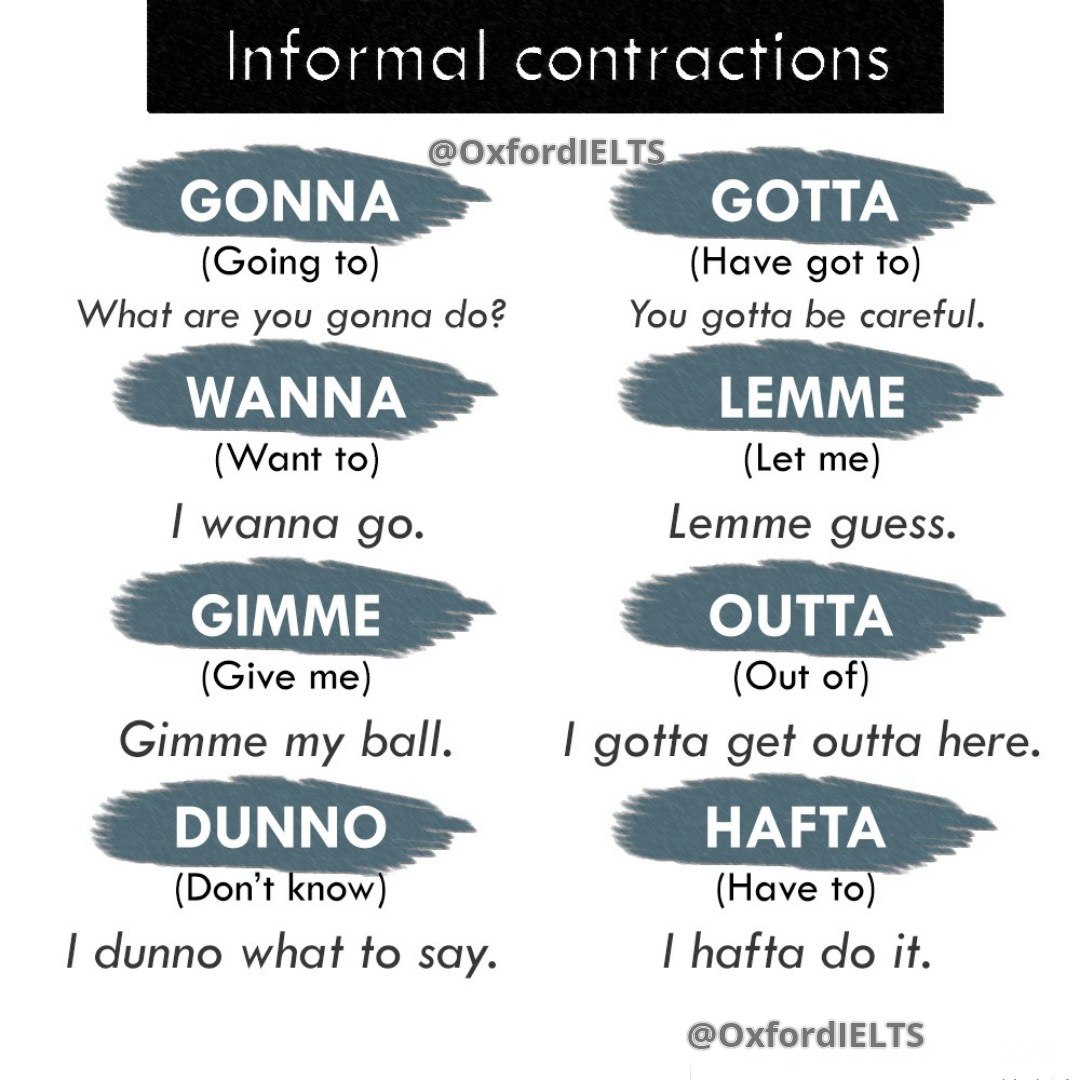 Informal contractions
@OxfordIELTS
GONNA
(Going to)
What are you gonna do?
GOTTA
(Have got to)
You gotta be careful.
WANNA
(Want to)
I wanna go.
LEMME
(Let me)
Lemme guess.
GIMME
(Give me)
Gimme my ball.
OUTTA
(Out of)
I gotta get outta here.
DUNNO
(Don't know)
I dunno what to say.
HAFTA
(Have to)
I hafta do it.
@OxfordIELTS